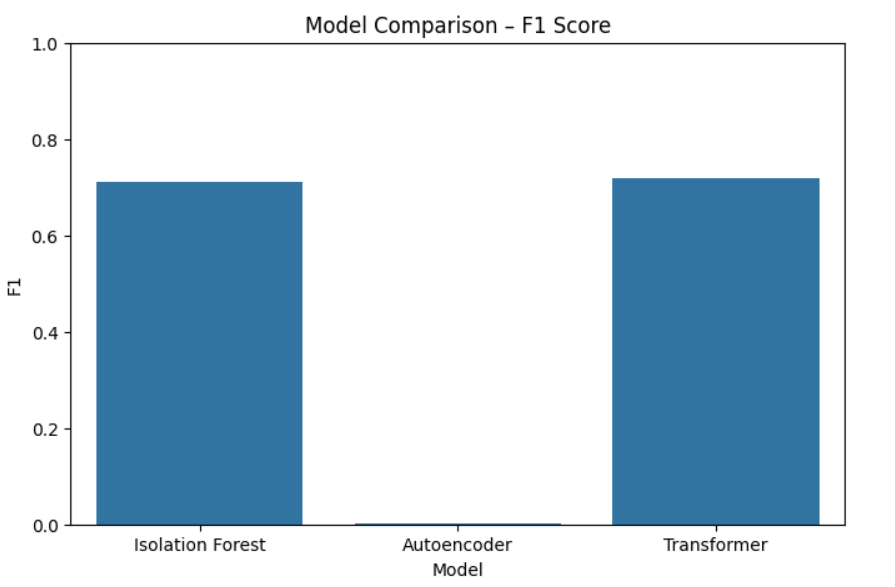 Model Comparison – F1 Score
1.0
0.8
0.6
0.4
0.2
0.0
F1
Isolation Forest
Autoencoder
Transformer
Model